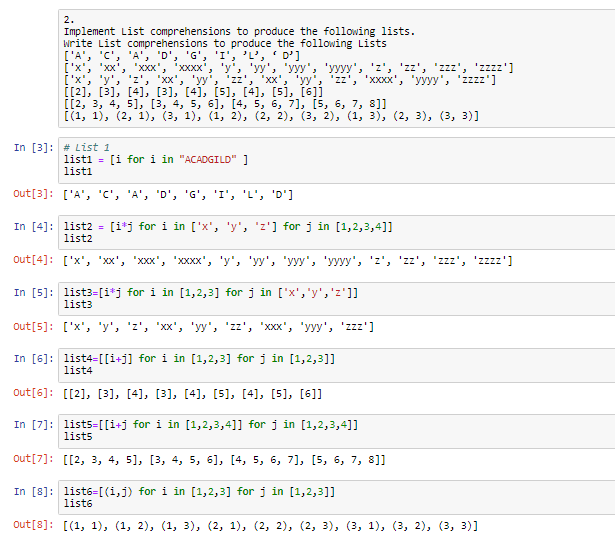 2.
Implement List comprehensions to produce the following lists.
Write List comprehensions to produce the following Lists
['A', 'C', 'A', 'D', 'G', 'I', ’L’, ‘ D’]
['x', 'xx', 'xxx', 'xxxx', 'y', 'yy', 'yyy', 'yyyy', 'z', 'zz', 'zzz', 'zzzz']
['x', 'y', 'z', 'xx', 'yy', 'zz', 'xx', 'yy', 'zz', 'xxxx', 'yyyy', 'zzzz']
[[2], [3], [4], [3], [4], [5], [4], [5], [6]]
[[2, 3, 4, 5], [3, 4, 5, 6], [4, 5, 6, 7], [5, 6, 7, 8]]
[(1, 1), (2, 1), (3, 1), (1, 2), (2, 2), (3, 2), (1, 3), (2, 3), (3, 3)]
In [3]: # List 1
list1 = [i for i in "ACADGILD" ]
list1
Out[3]: ['A', 'C', 'A', 'D', 'G', 'I', 'L', 'D']
In [4]: list2 = [i*j for i in ['x', 'y', 'z'] for j in [1,2,3,4]]
list2
Out[4]: ['x', 'xx', 'xxx', 'xxxx', 'y', 'yy', 'yyy', 'yyyy', 'z', 'zz', 'zzz', 'zzzz']
In [5]: list3=[i*j for i in [1,2,3] for j in ['x','y','z']]
list3
Out[5]: ['x', 'y', 'z', 'xx', 'yy', 'zz', 'xxx', 'yyy', 'zzz']
In [6]: list4=[[i+j] for i in [1,2,3] for j in [1,2,3]]
list4
Out[6]: [[2], [3], [4], [3], [4], [5], [4], [5], [6]]
In [7]: list5=[[i+j for i in [1,2,3,4]] for j in [1,2,3,4]]
list5
Out[7]: [[2, 3, 4, 5], [3, 4, 5, 6], [4, 5, 6, 7], [5, 6, 7, 8]]
In [8]: list6=[(i,j) for i in [1,2,3] for j in [1,2,3]]
list6
Out[8]: [(1, 1), (1, 2), (1, 3), (2, 1), (2, 2), (2, 3), (3, 1), (3, 2), (3, 3)]